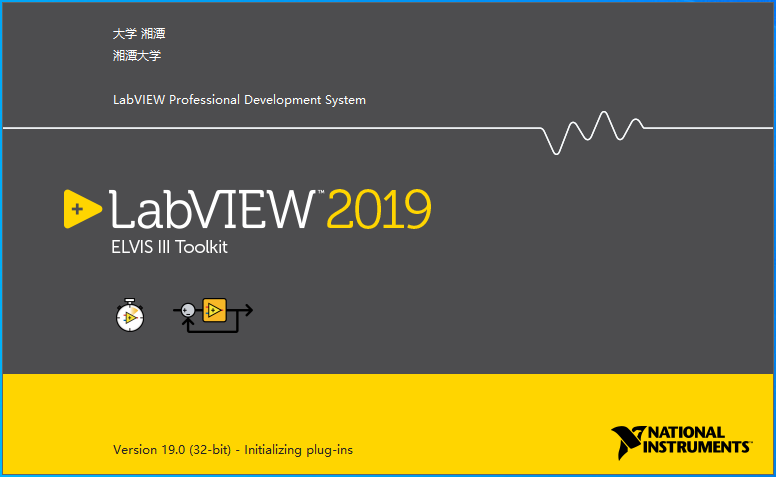 大学 湘潭
湘潭大学
LabVIEW Professional Development System
LabVIEW™ 2019
ELVIS III Toolkit
Version 19.0 (32-bit) - Initializing plug-ins
NATIONAL
INSTRUMENTS™